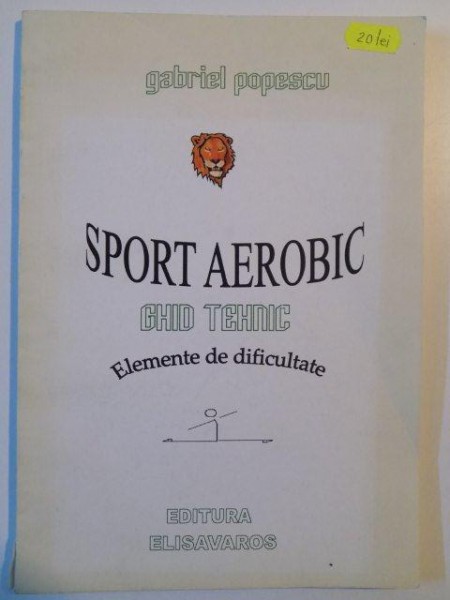 20 lei
gabriel popescu
SPORT AEROBIC
GHID TEHNIC
Elemente de dificultate
EDITURA
ELISAVAROS